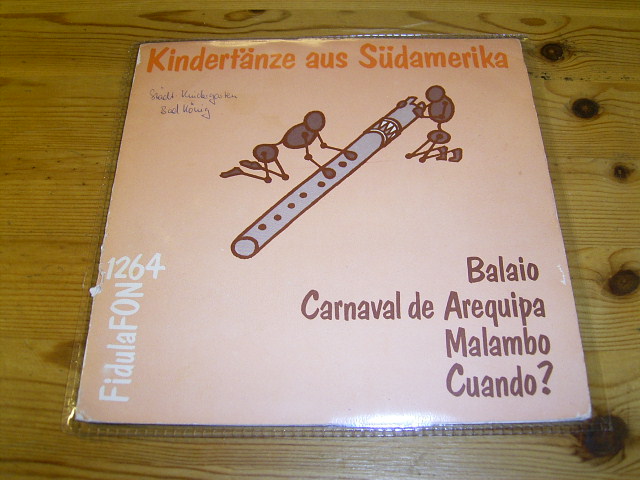 Kindertänze aus Südamerika
Städt. Kindergarten
Bad König
Balaio
Carnaval de Arequipa
Malambo
Cuando?
FidulaFON 1264